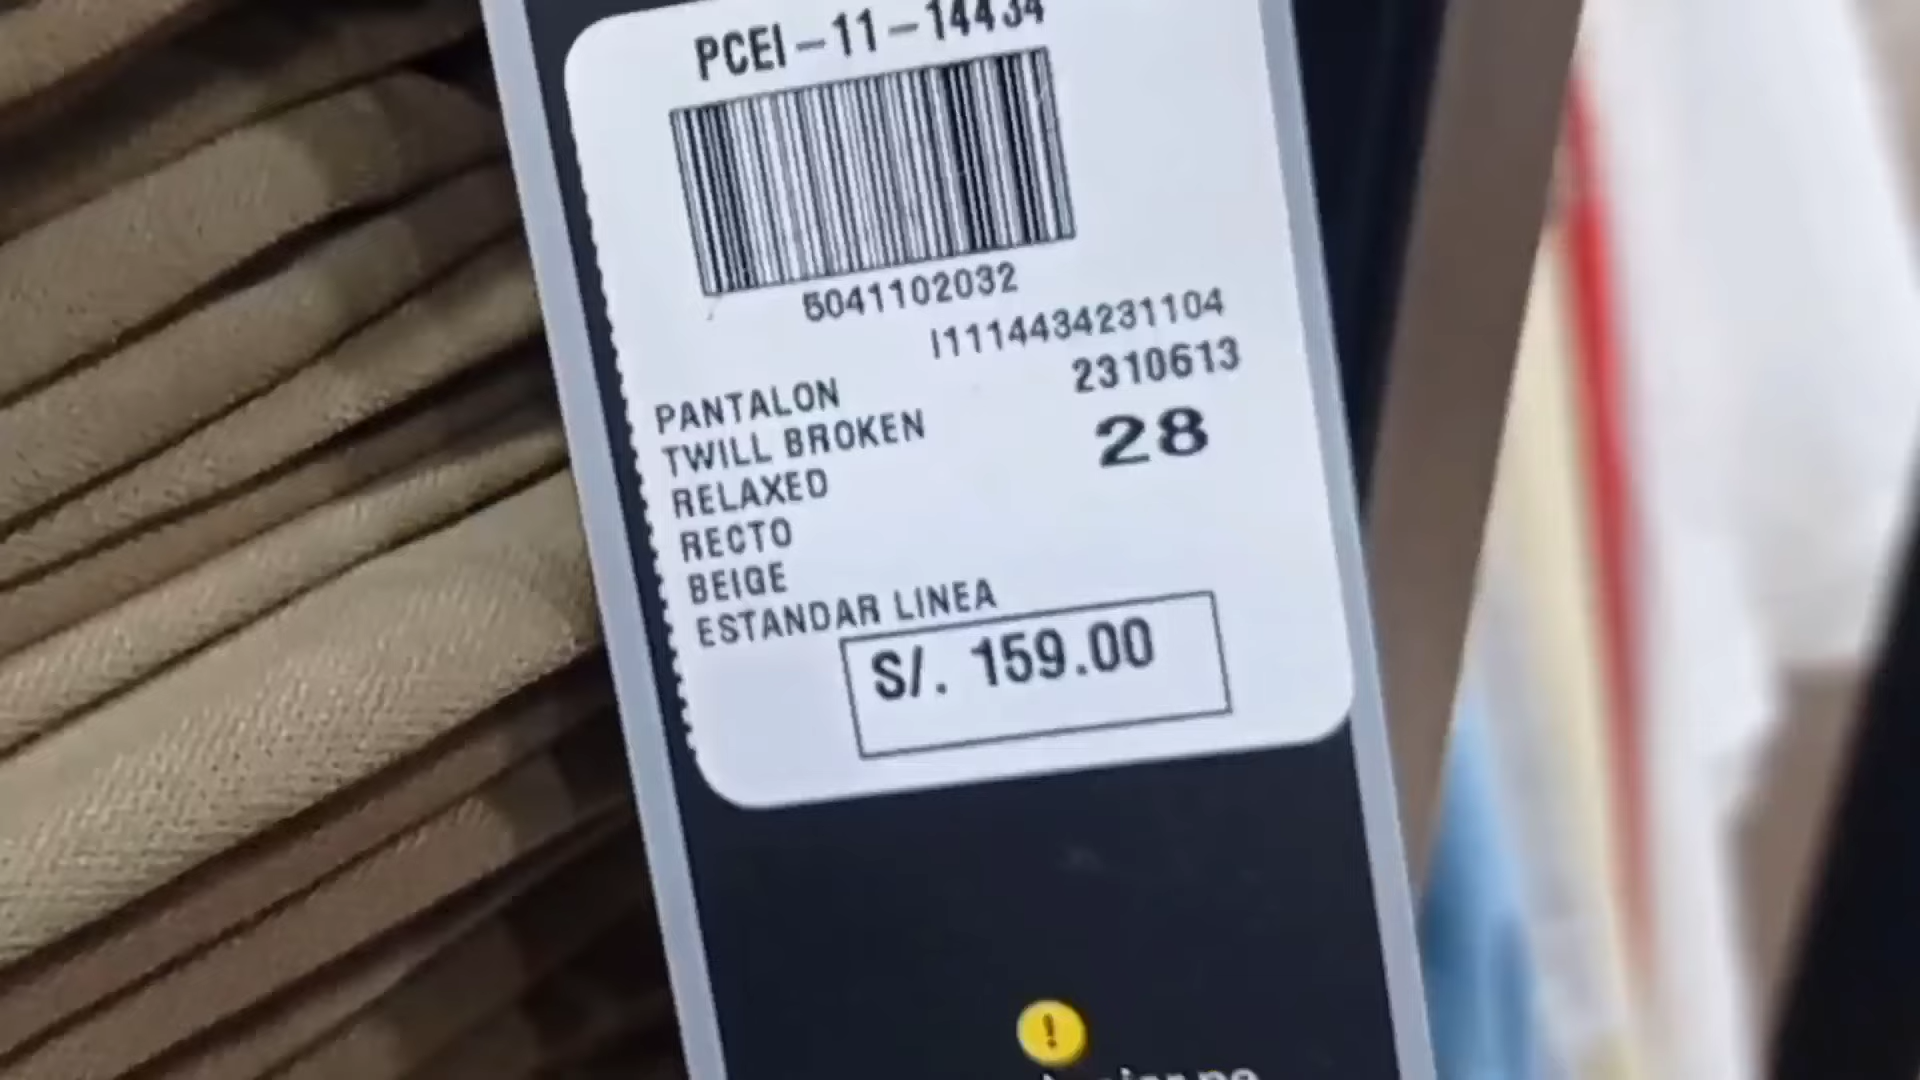 PCEI-11-14434
5041102032
I1114434231104
2310613
PANTALON
TWILL BROKEN
28
RELAXED
RECTO
BEIGE
ESTANDAR LINEA
S/. 159.00
!